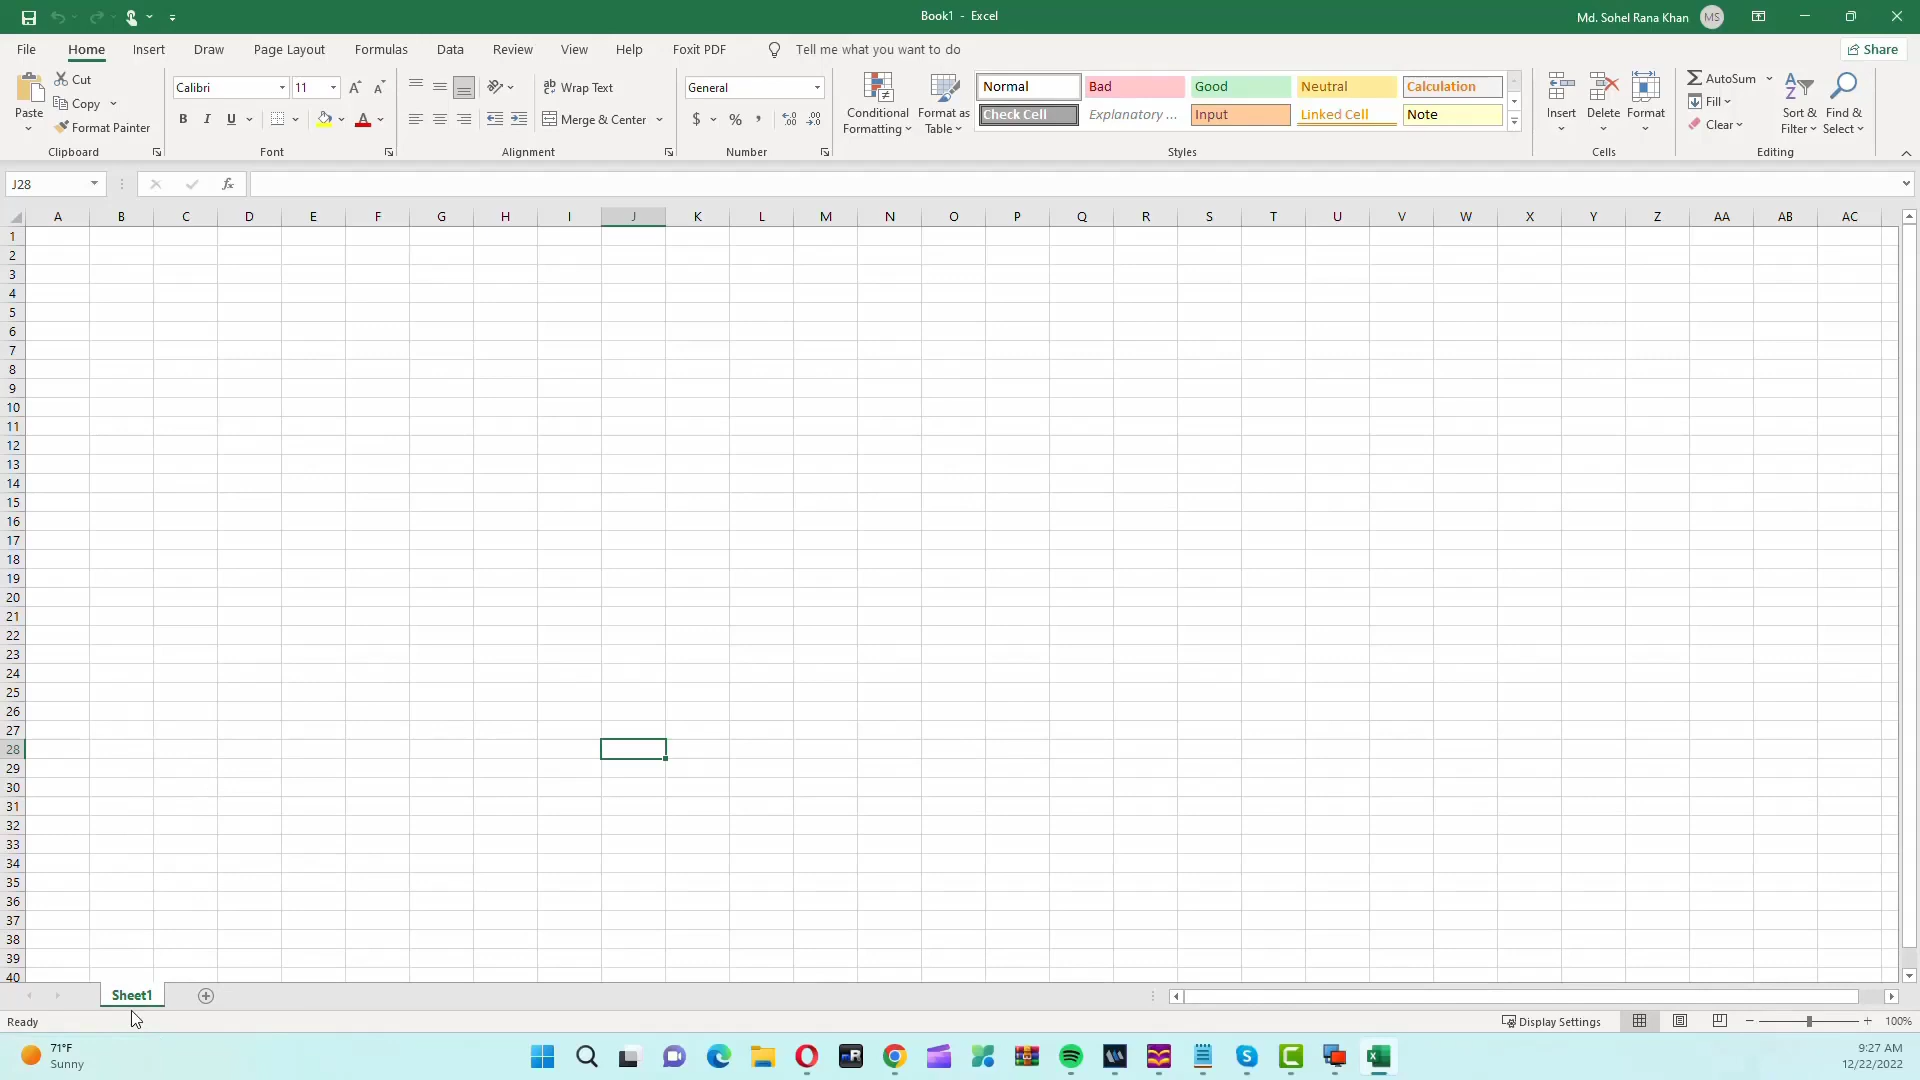 Book1 - Excel
Md. Sohel Rana Khan MS
File Home Insert Draw Page Layout Formulas Data Review View Help Foxit PDF Tell me what you want to do Share
Paste
Cut
Copy
Format Painter
Clipboard
Calibri 11
B I U
Font
Wrap Text
Merge & Center
Alignment
General
$ % ,
Number
Conditional Formatting
Format as Table
Normal Bad Good Neutral Calculation
Check Cell Explanatory ... Input Linked Cell Note
Styles
Insert Delete Format
Cells
AutoSum
Fill
Clear
Sort & Filter
Find & Select
Editing
J28 fx
A B C D E F G H I J K L M N O P Q R S T U V W X Y Z AA AB AC
1
2
3
4
5
6
7
8
9
10
11
12
13
14
15
16
17
18
19
20
21
22
23
24
25
26
27
28
29
30
31
32
33
34
35
36
37
38
39
40
Sheet1
Ready Display Settings 100%
71°F
Sunny
9:27 AM
12/22/2022